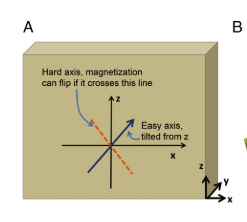 A
B
Hard axis, magnetization
can flip if it crosses this line
z
Easy axis,
tilted from z
x
z
y
x